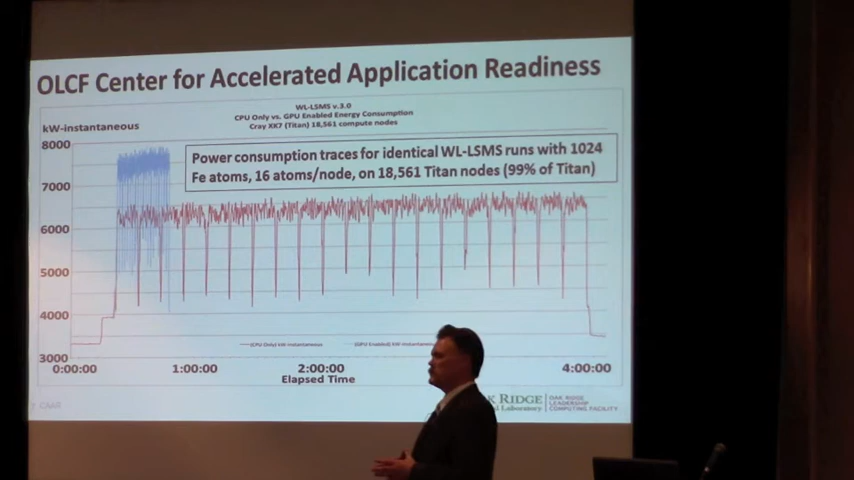 OLCF Center for Accelerated Application Readiness
WL-LSMS v.3.0
CPU Only vs. GPU Enabled Energy Consumption
Cray XK7 (Titan) 18,561 compute nodes
kW-instantaneous
Power consumption traces for identical WL-LSMS runs with 1024
Fe atoms, 16 atoms/node, on 18,561 Titan nodes (99% of Titan)
8000
7000
6000
5000
4000
3000
(CPU Only) kW-instantaneous (GPU Enabled) kW-instantaneous
0:00:00 1:00:00 2:00:00 4:00:00
Elapsed Time
7 CAAR
K RIDGE
l Laboratory
OAK RIDGE
LEADERSHIP
COMPUTING FACILITY